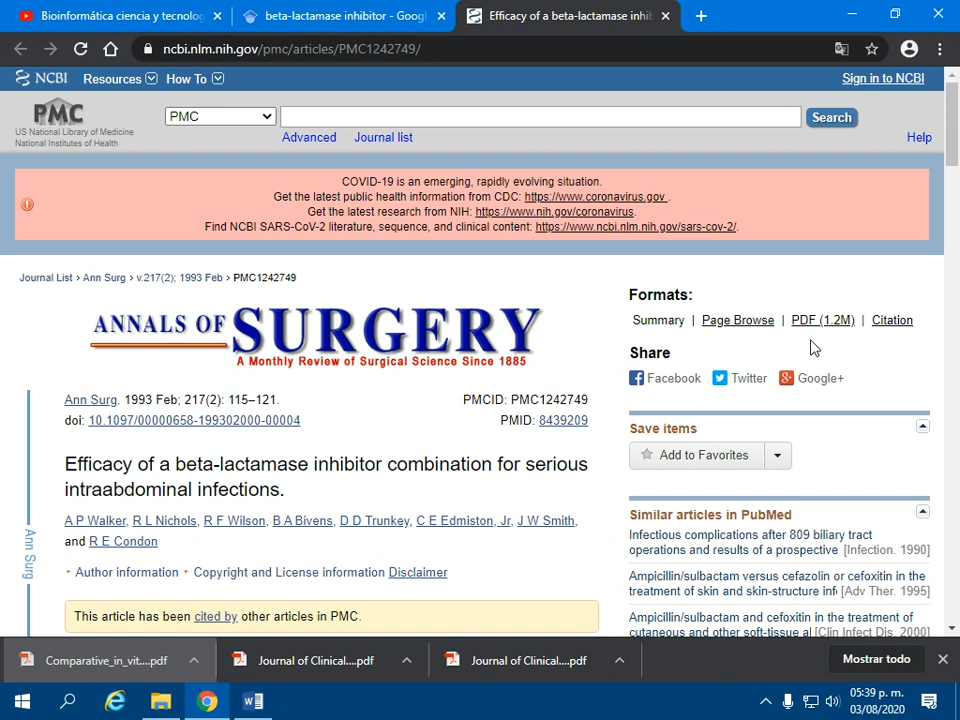 Bioinformática ciencia y tecnolog
beta-lactamase inhibitor - Googl
Efficacy of a beta-lactamase inhib
ncbi.nlm.nih.gov/pmc/articles/PMC1242749/
NCBI Resources How To Sign in to NCBI
PMC
US National Library of Medicine
National Institutes of Health
PMC Search
Advanced Journal list Help
COVID-19 is an emerging, rapidly evolving situation.
Get the latest public health information from CDC: https://www.coronavirus.gov .
Get the latest research from NIH: https://www.nih.gov/coronavirus.
Find NCBI SARS-CoV-2 literature, sequence, and clinical content: https://www.ncbi.nlm.nih.gov/sars-cov-2/.
Journal List > Ann Surg > v.217(2); 1993 Feb > PMC1242749
ANNALS OF SURGERY
A Monthly Review of Surgical Science Since 1885
Ann Surg. 1993 Feb; 217(2): 115–121. PMCID: PMC1242749
doi: 10.1097/00000658-199302000-00004 PMID: 8439209
Efficacy of a beta-lactamase inhibitor combination for serious
intraabdominal infections.
A P Walker, R L Nichols, R F Wilson, B A Bivens, D D Trunkey, C E Edmiston, Jr, J W Smith,
and R E Condon
Author information Copyright and License information Disclaimer
This article has been cited by other articles in PMC.
Ann Surg
Formats:
Summary | Page Browse | PDF (1.2M) | Citation
Share
Facebook Twitter Google+
Save items
Add to Favorites
Similar articles in PubMed
Infectious complications after 809 biliary tract
operations and results of a prospective [Infection. 1990]
Ampicillin/sulbactam versus cefazolin or cefoxitin in the
treatment of skin and skin-structure infe [Adv Ther. 1995]
Ampicillin/sulbactam and cefoxitin in the treatment of
cutaneous and other soft-tissue al [Clin Infect Dis. 2000]
Comparative_in_vit....pdf
Journal of Clinical....pdf
Journal of Clinical....pdf
Mostrar todo
05:39 p. m.
03/08/2020